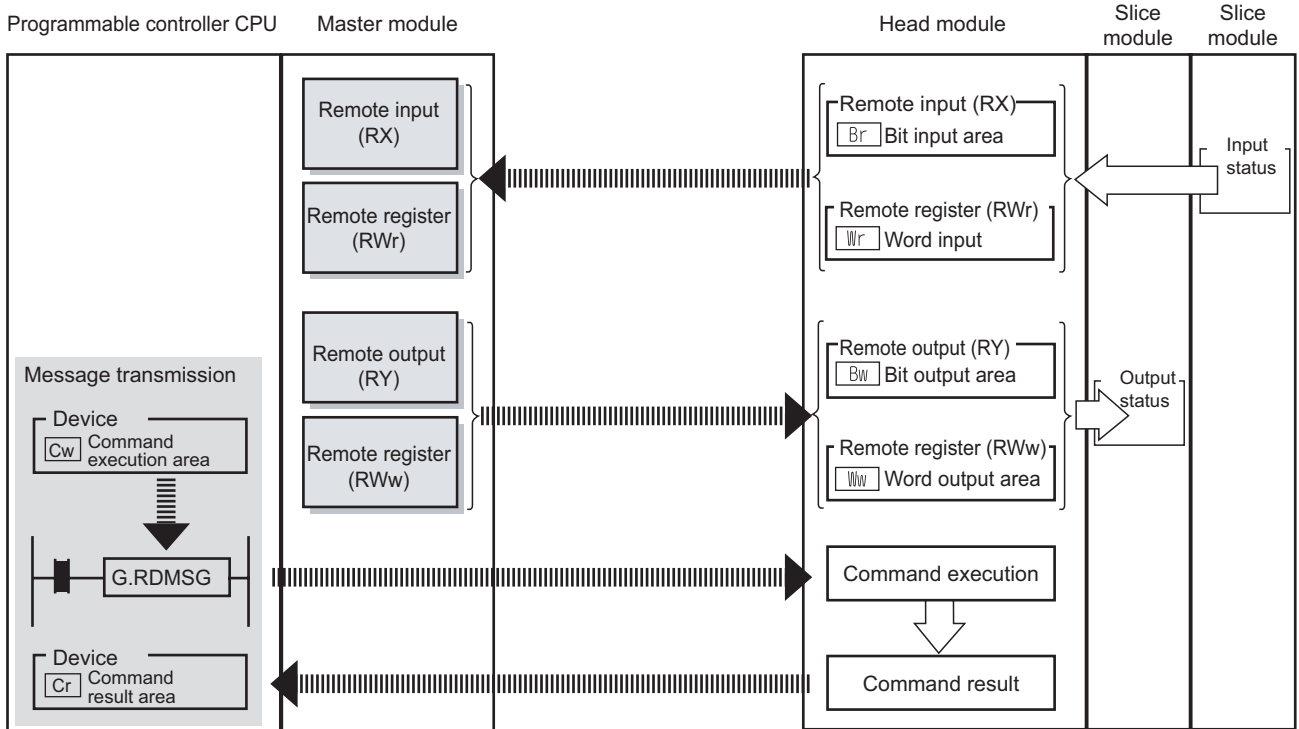 Programmable controller CPU
Master module
Head module
Slice
module
Slice
module
Remote input
(RX)
Remote register
(RWr)
Remote input (RX)
Br Bit input area
Remote register (RWr)
Wr Word input
Input
status
Remote output
(RY)
Remote register
(RWw)
Remote output (RY)
Bw Bit output area
Remote register (RWw)
Ww Word output area
Output
status
Message transmission
Device
Cw Command
execution area
G.RDMSG
Device
Cr Command
result area
Command execution
Command result